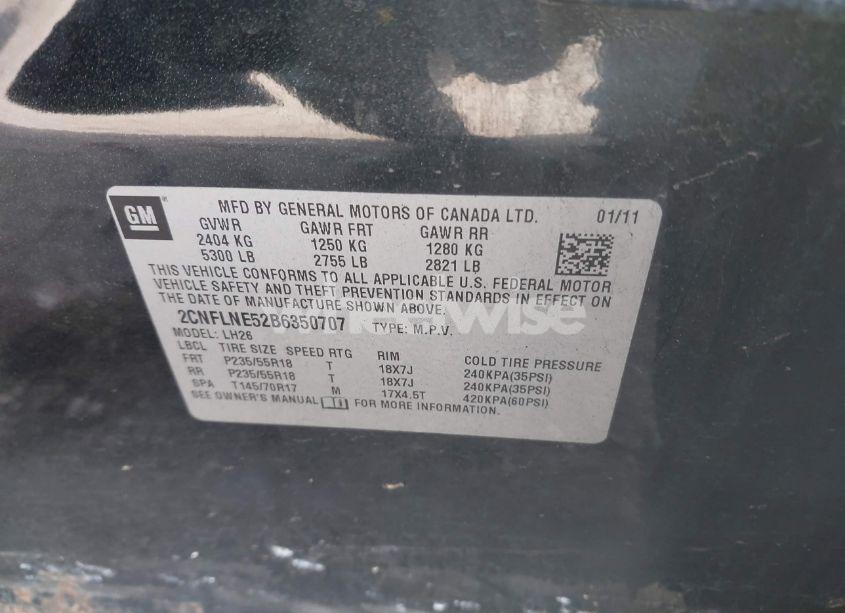 GM
MFD BY GENERAL MOTORS OF CANADA LTD. 01/11
GVWR GAWR FRT GAWR RR
2404 KG 1250 KG 1280 KG
5300 LB 2755 LB 2821 LB
THIS VEHICLE CONFORMS TO ALL APPLICABLE U.S. FEDERAL MOTOR
VEHICLE SAFETY AND THEFT PREVENTION STANDARDS IN EFFECT ON
THE DATE OF MANUFACTURE SHOWN ABOVE.
2CNFLNE52B6350707 TYPE: M.P.V.
MODEL: LH26
LBCL TIRE SIZE SPEED RTG RIM COLD TIRE PRESSURE
FRT P235/55R18 T 18X7J 240KPA(35PSI)
RR P235/55R18 T 18X7J 240KPA(35PSI)
SPA T145/70R17 M 17X4.5T 420KPA(60PSI)
SEE OWNER'S MANUAL FOR MORE INFORMATION.